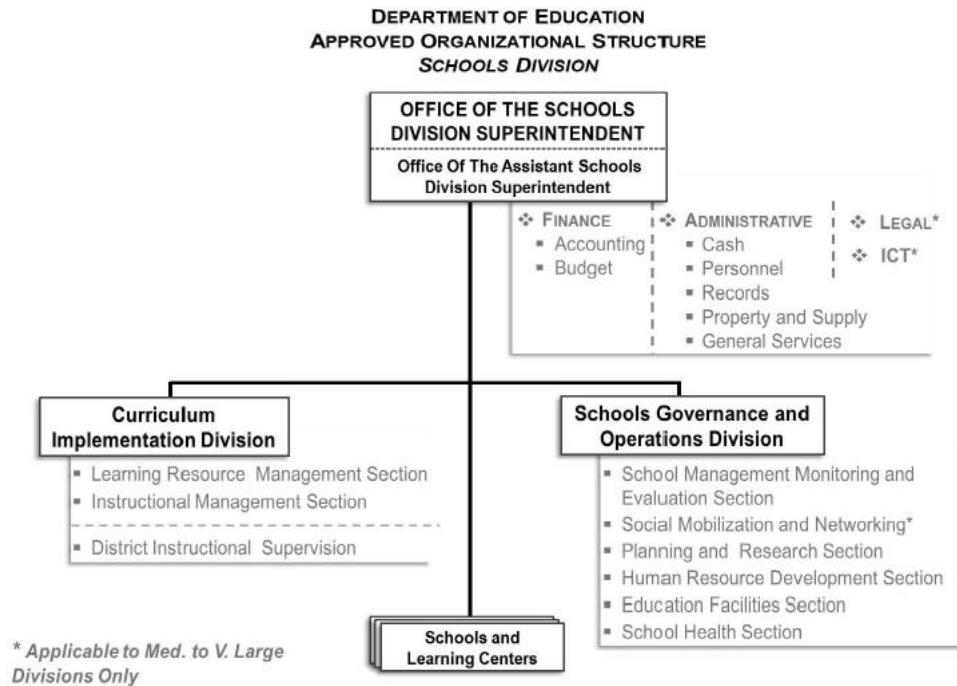 DEPARTMENT OF EDUCATION
APPROVED ORGANIZATIONAL STRUCTURE
SCHOOLS DIVISION
OFFICE OF THE SCHOOLS
DIVISION SUPERINTENDENT
Office Of The Assistant Schools
Division Superintendent
❖ FINANCE
▪ Accounting
▪ Budget
❖ ADMINISTRATIVE
▪ Cash
▪ Personnel
▪ Records
▪ Property and Supply
▪ General Services
❖ LEGAL*
❖ ICT*
Curriculum
Implementation Division
▪ Learning Resource Management Section
▪ Instructional Management Section
▪ District Instructional Supervision
Schools Governance and
Operations Division
▪ School Management Monitoring and
Evaluation Section
▪ Social Mobilization and Networking*
▪ Planning and Research Section
▪ Human Resource Development Section
▪ Education Facilities Section
▪ School Health Section
Schools and
Learning Centers
* Applicable to Med. to V. Large
Divisions Only